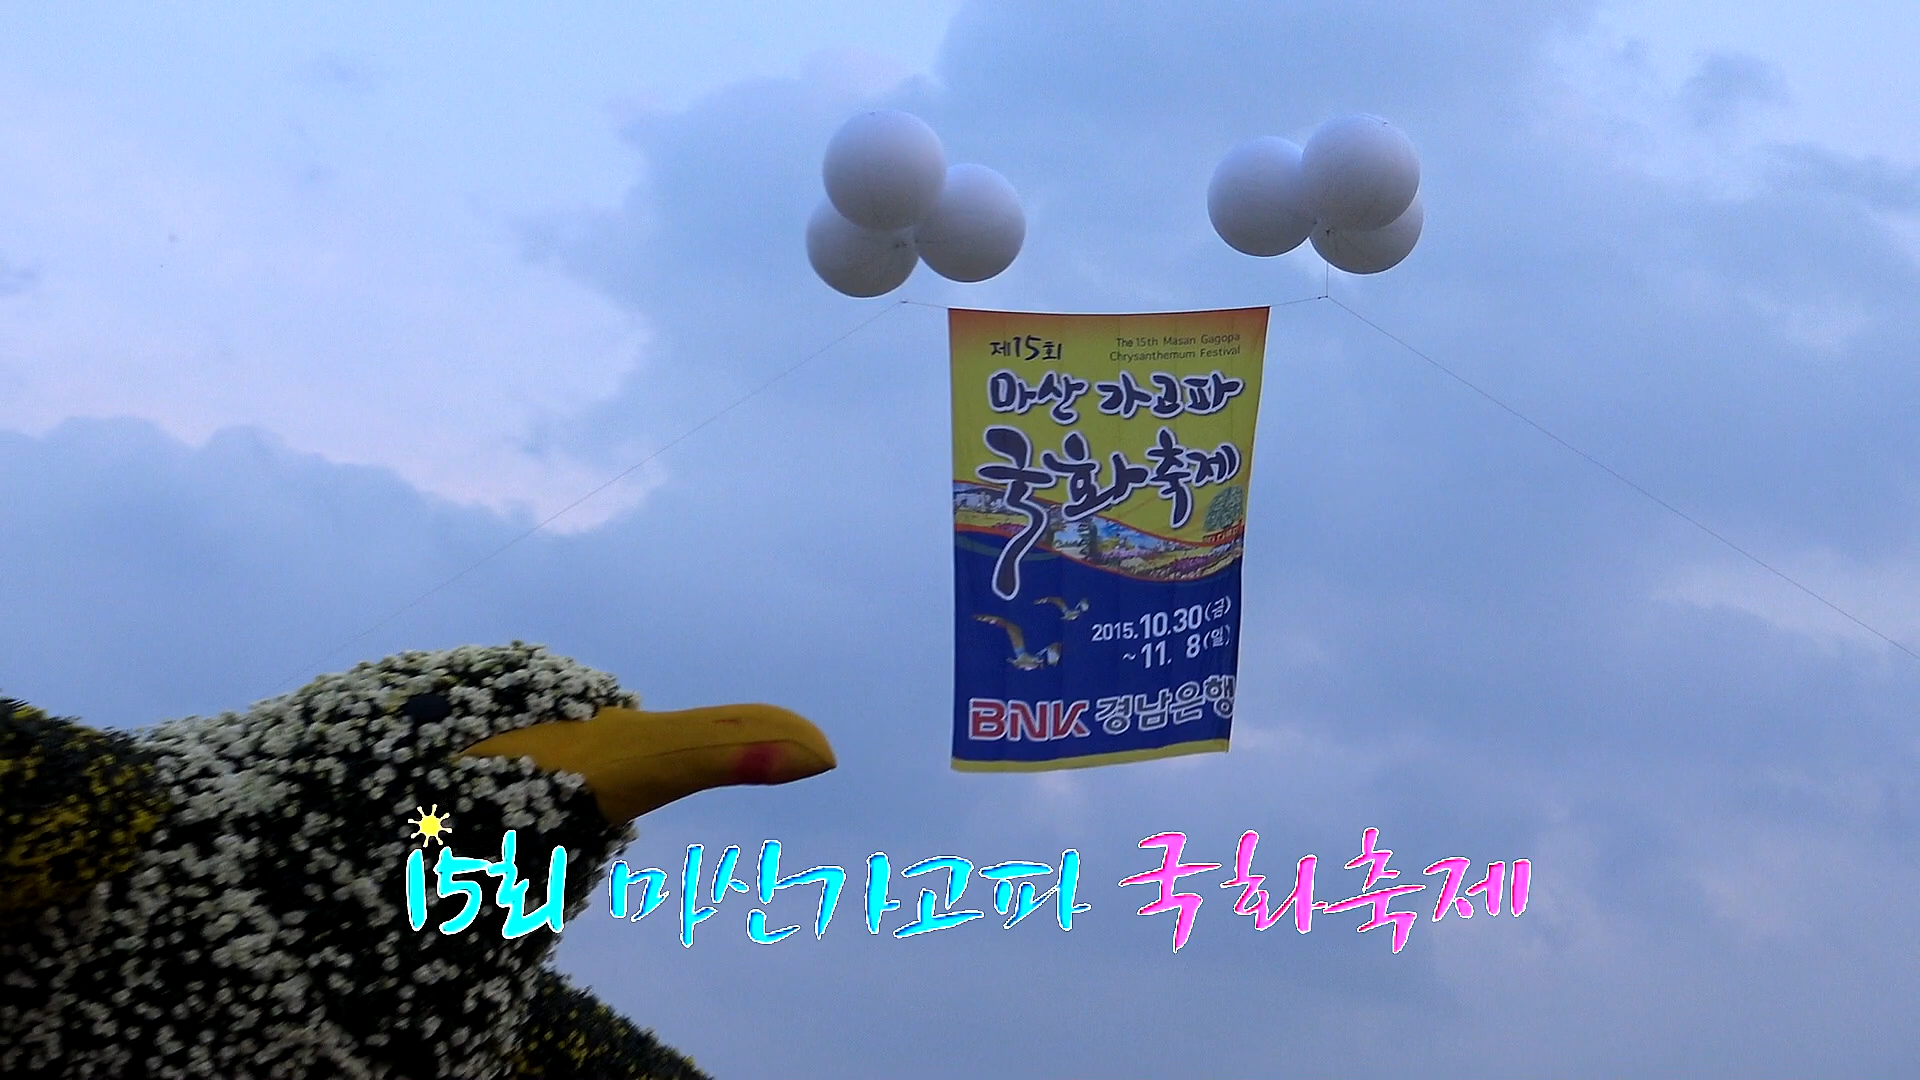 제15회
The 15th Masan Gagopa
Chrysanthemum Festival
마산 가고파
국화축제
2015.10.30(금)
~11. 8(일)
BNK 경남은행
15회 마산가고파 국화축제